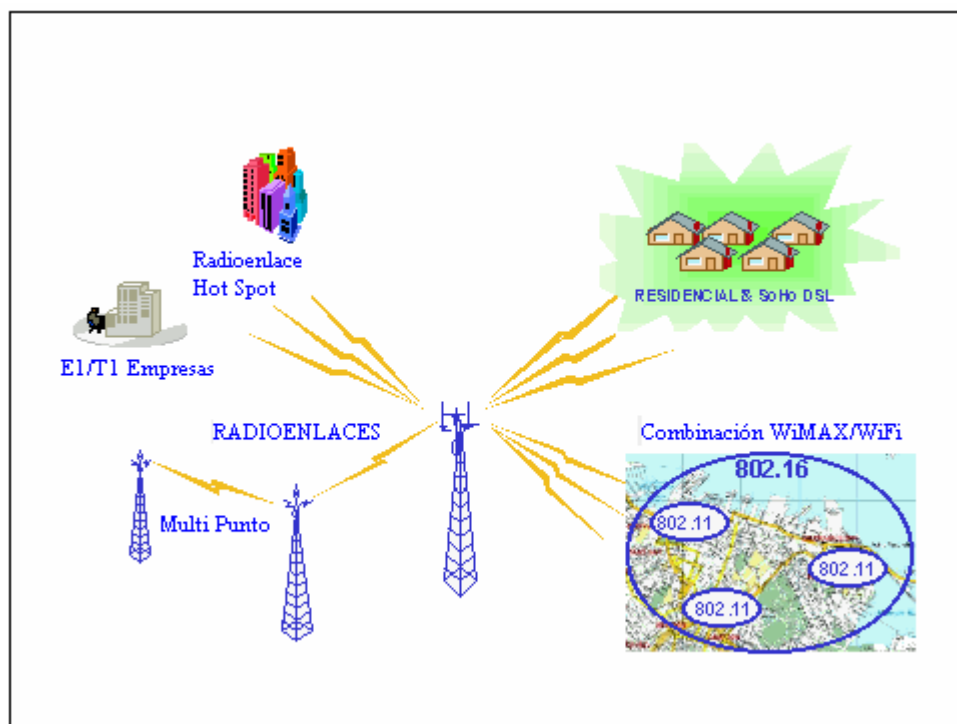 Radioenlace
Hot Spot
RESIDENCIAL & SoHo DSL
E1/T1 Empresas
RADIOENLACES
Combinación WiMAX/WiFi
802.16
802.11
802.11
802.11
Multi Punto